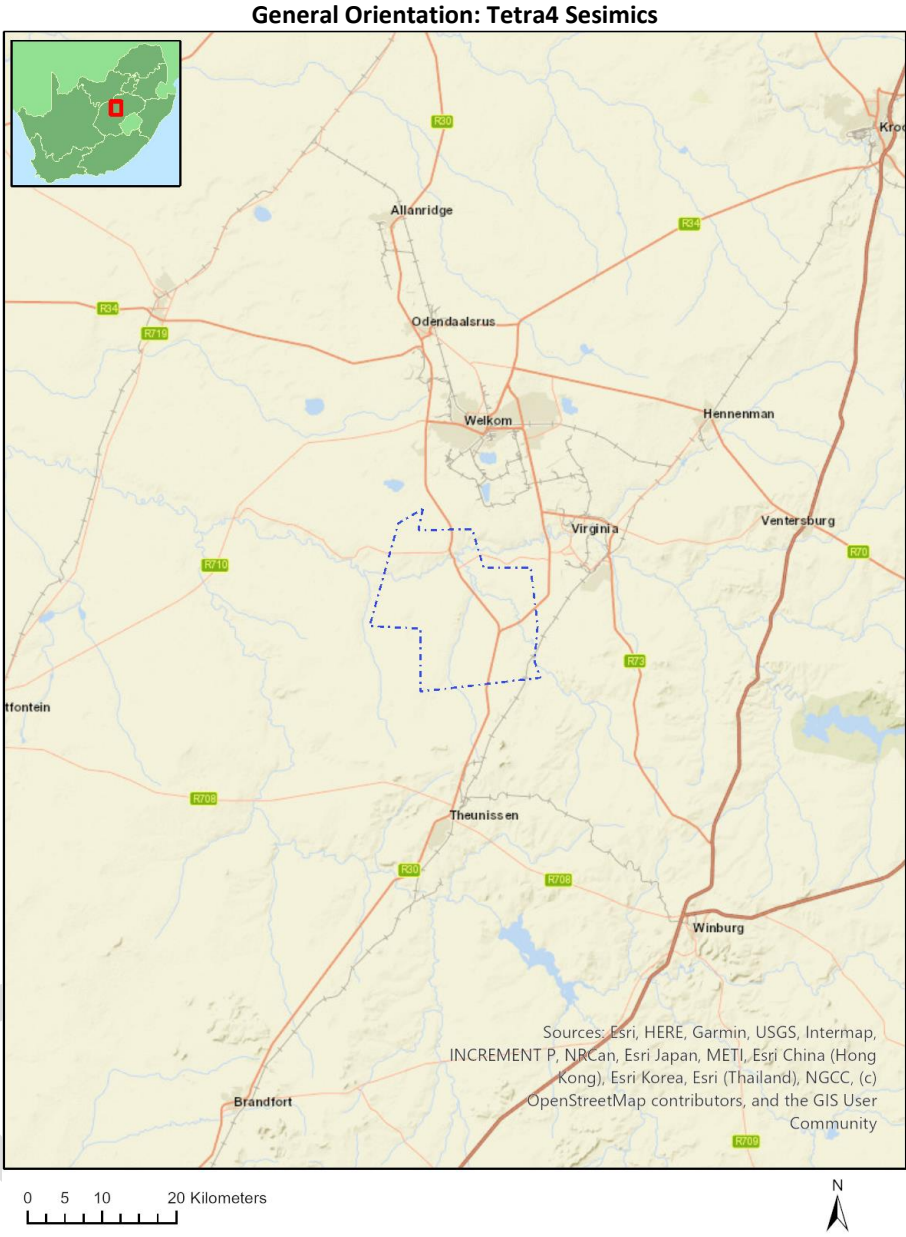 General Orientation: Tetra4 Sesimics
R30
Kroo
Allanridge
R34
R34
R719
Odendaalsrus
Hennenman
Welkom
Ventersburg
Virginia
R70
R710
R73
tfontein
R708
Theunissen
R30
R708
Winburg
Sources: Esri, HERE, Garmin, USGS, Intermap,
INCREMENT P, NRCan, Esri Japan, METI, Esri China (Hong
Kong), Esri Korea, Esri (Thailand), NGCC, (c)
OpenStreetMap contributors, and the GIS User
Community
Brandfort
R709
0 5 10 20 Kilometers
N